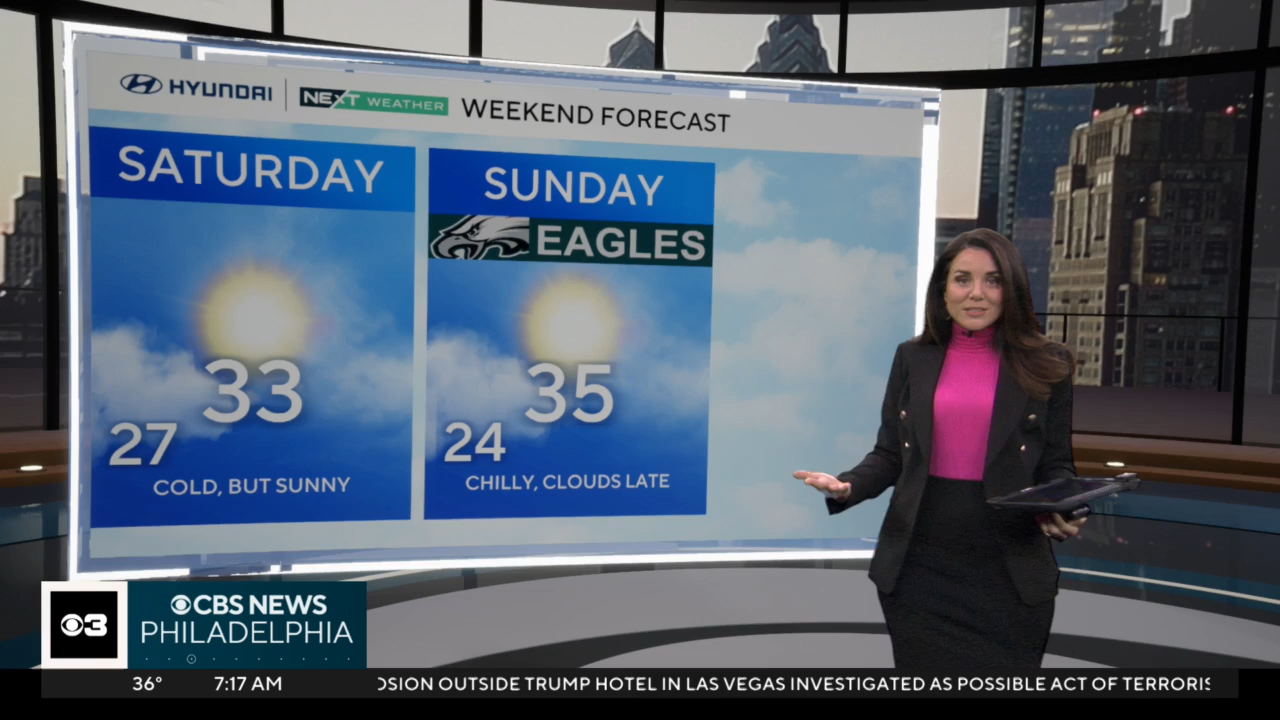 HYUNDAI
NEXT WEATHER
WEEKEND FORECAST
SATURDAY
33
27
COLD, BUT SUNNY
SUNDAY
EAGLES
35
24
CHILLY, CLOUDS LATE
3
CBS NEWS
PHILADELPHIA
36° 7:17 AM OSION OUTSIDE TRUMP HOTEL IN LAS VEGAS INVESTIGATED AS POSSIBLE ACT OF TERRORIS